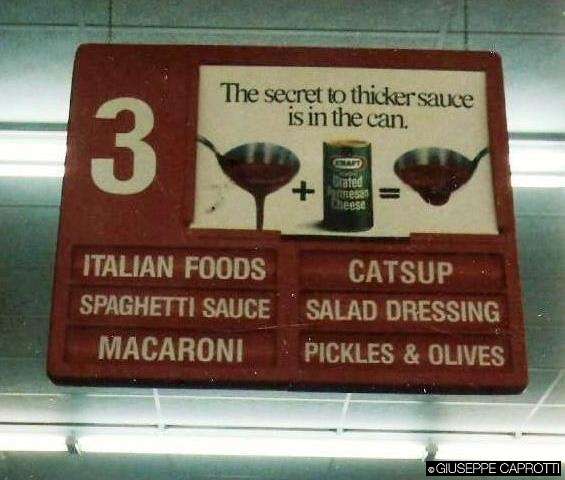 3
The secret to thicker sauce
is in the can.
KRAFT
Grated
Parmesan
Cheese
+
=
ITALIAN FOODS
CATSUP
SPAGHETTI SAUCE
SALAD DRESSING
MACARONI
PICKLES & OLIVES
©GIUSEPPE CAPROTTI